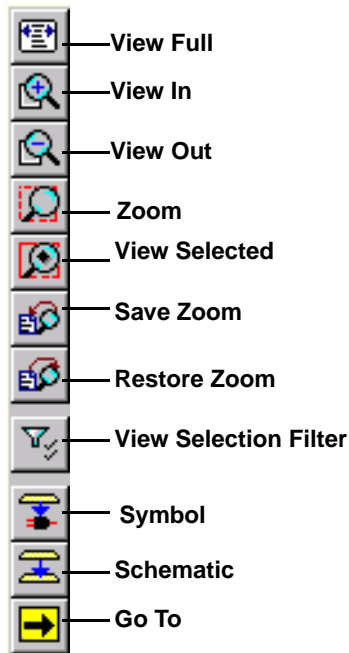 View Full
View In
View Out
Zoom
View Selected
Save Zoom
Restore Zoom
View Selection Filter
Symbol
Schematic
Go To